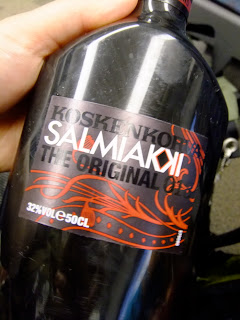 KOSKENKOR
SALMIAKKI
THE ORIGINAL
32%VOL℮50CL